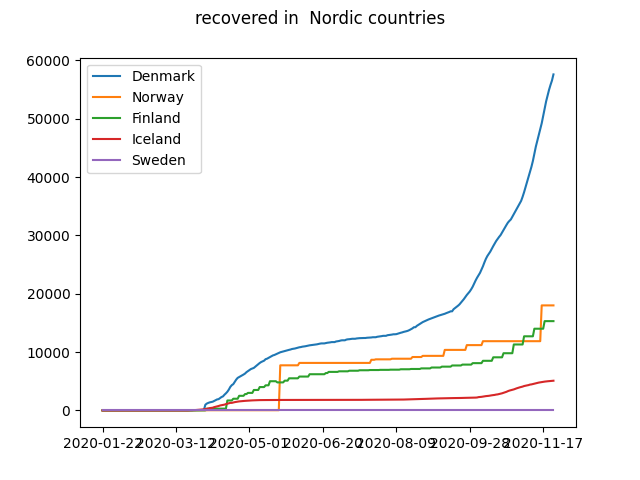 recovered in  Nordic countries
60000
50000
40000
30000
20000
10000
0
Denmark
Norway
Finland
Iceland
Sweden
2020-01-22 2020-03-12 2020-05-01 2020-06-20 2020-08-09 2020-09-28 2020-11-17